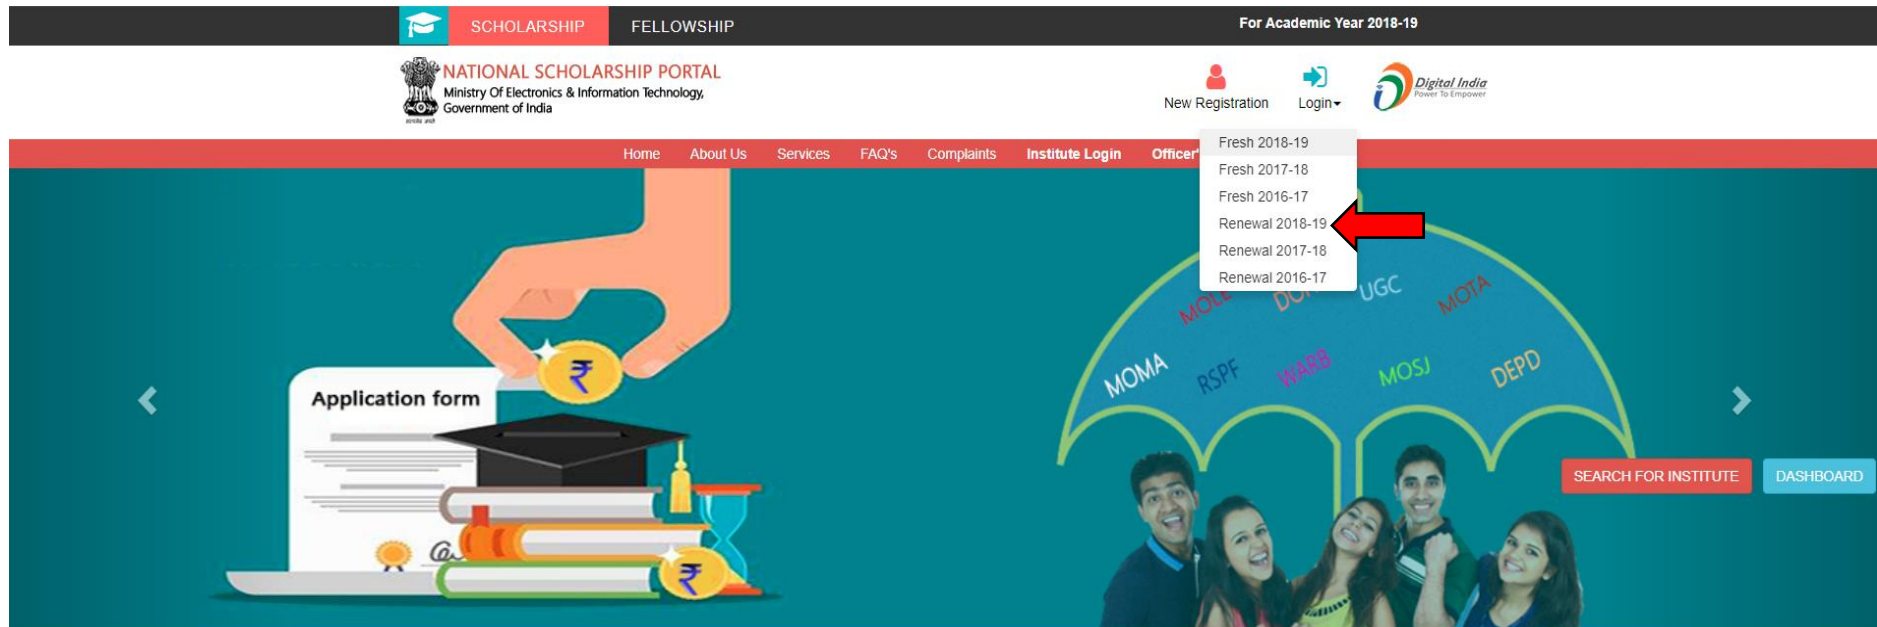 SCHOLARSHIP FELLOWSHIP For Academic Year 2018-19
NATIONAL SCHOLARSHIP PORTAL
Ministry Of Electronics & Information Technology,
Government of India
New Registration Login
Digital India
Power To Empower
Home About Us Services FAQ's Complaints Institute Login Officer'
Fresh 2018-19
Fresh 2017-18
Fresh 2016-17
Renewal 2018-19
Renewal 2017-18
Renewal 2016-17
Application form
₹
₹
UGC MOTA
MOMA RSPF WARB MOSJ DEPD
SEARCH FOR INSTITUTE DASHBOARD